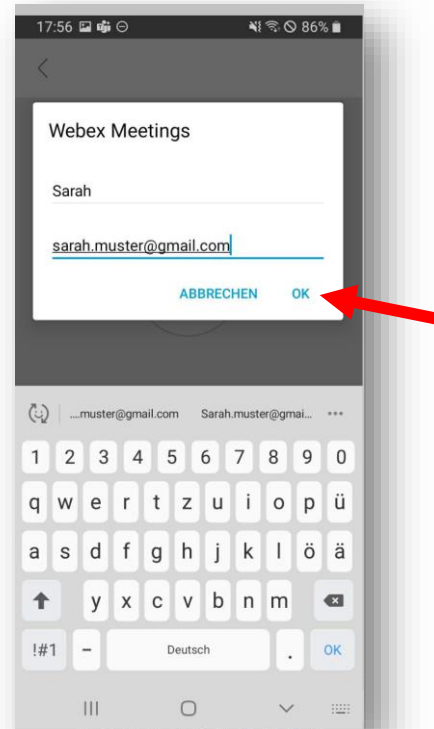 17:56 86%
Webex Meetings
Sarah
sarah.muster@gmail.com
ABBRECHEN OK
....muster@gmail.com Sarah.muster@gmai... •••
1 2 3 4 5 6 7 8 9 0
q w e r t z u i o p ü
a s d f g h j k l ö ä
y x c v b n m
!#1 - Deutsch . OK